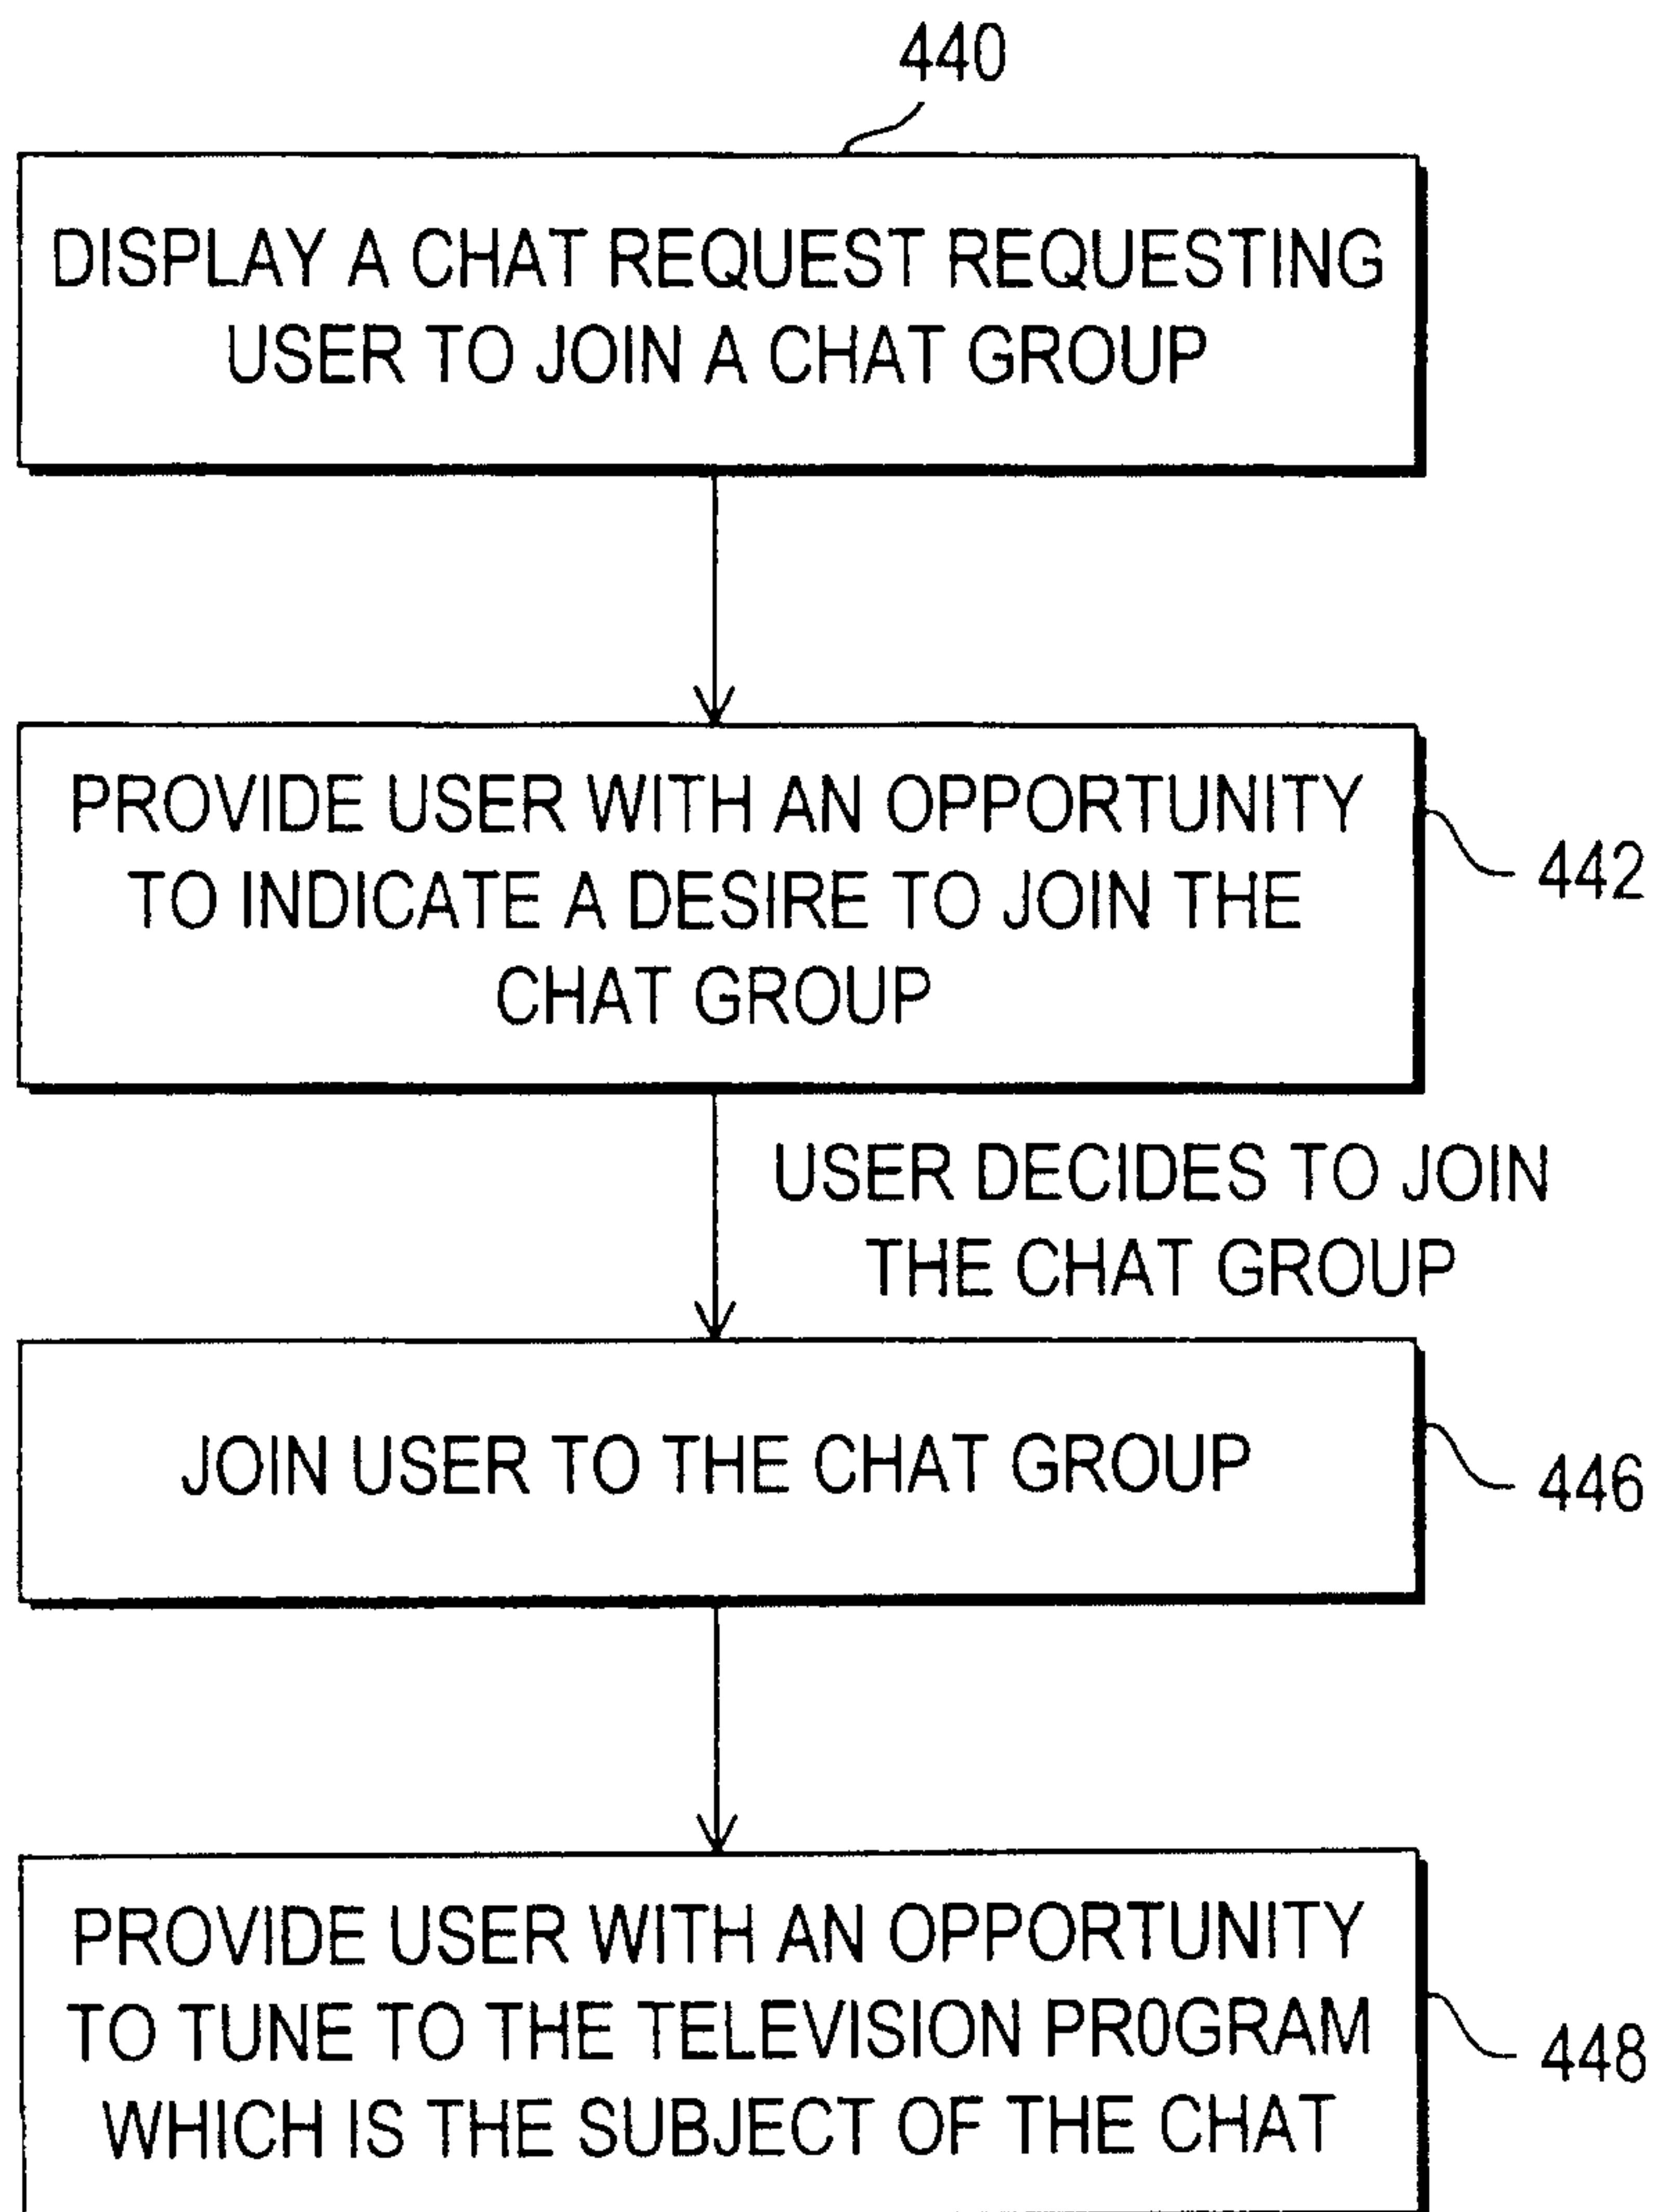 440
DISPLAY A CHAT REQUEST REQUESTING
USER TO JOIN A CHAT GROUP
PROVIDE USER WITH AN OPPORTUNITY
TO INDICATE A DESIRE TO JOIN THE
CHAT GROUP
442
USER DECIDES TO JOIN
THE CHAT GROUP
JOIN USER TO THE CHAT GROUP
446
PROVIDE USER WITH AN OPPORTUNITY
TO TUNE TO THE TELEVISION PR0GRAM
WHICH IS THE SUBJECT OF THE CHAT
448